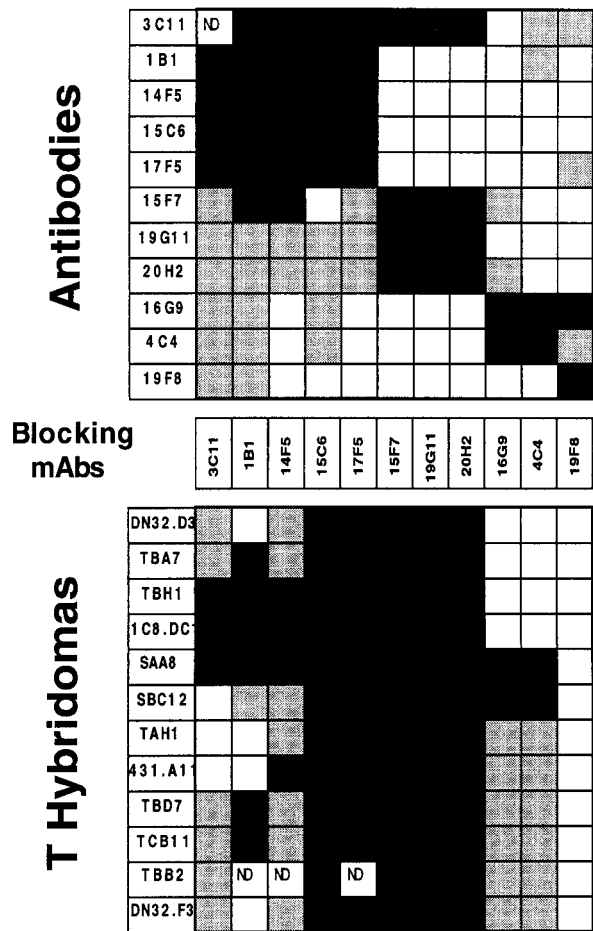 Antibodies
3C11 ND
1B1
14F5
15C6
17F5
15F7
19G11
20H2
16G9
4C4
19F8
Blocking
mAbs
3C11 1B1 14F5 15C6 17F5 15F7 19G11 20H2 16G9 4C4 19F8
T Hybridomas
DN32.D3
TBA7
TBH1
1C8.DC1
SAA8
SBC12
TAH1
431.A11
TBD7
TCB11
TBB2 ND ND ND
DN32.F3